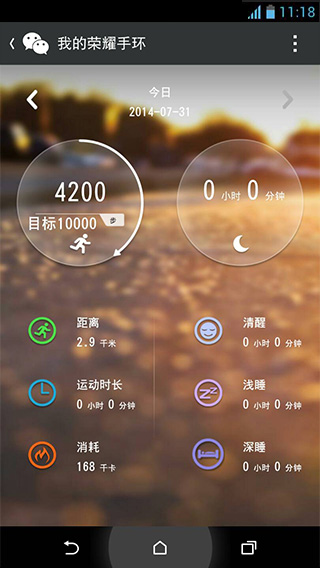 11:18
我的荣耀手环
今日
2014-07-31
4200
目标10000 步
0 小时 0 分钟
距离
2.9 千米
清醒
0 小时 0 分钟
运动时长
0 小时 0 分钟
浅睡
0 小时 0 分钟
消耗
168 千卡
深睡
0 小时 0 分钟